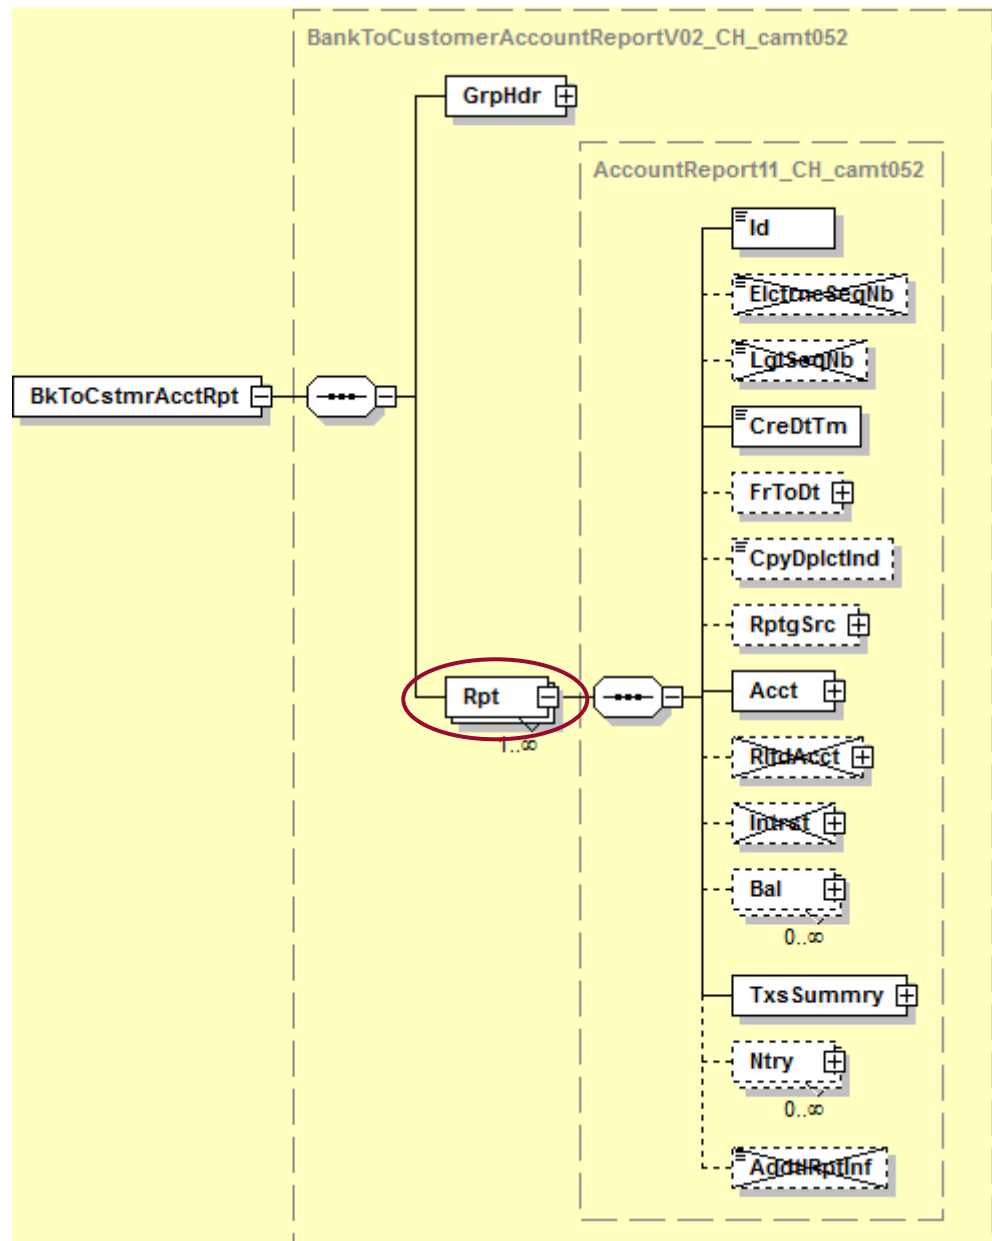 BankToCustomerAccountReportV02_CH_camt052
GrpHdr
AccountReport11_CH_camt052
Id
ElctrncSeqNb
LglSeqNb
BkToCstmrAcctRpt
CreDtTm
FrToDt
CpyDplctInd
RptgSrc
Rpt
1..∞
Acct
RltdAcct
Intrst
Bal
0..∞
TxsSummry
Ntry
0..∞
AddtlRptInf